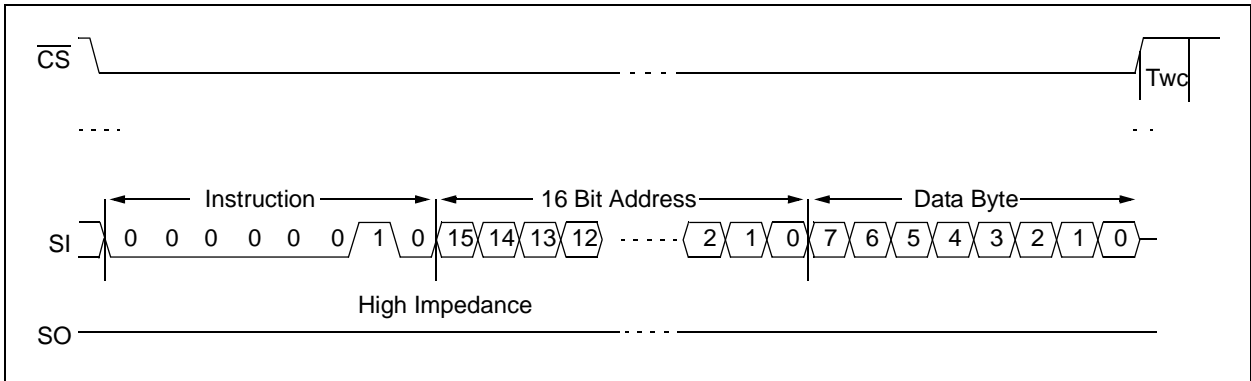 CS
Twc
Instruction 16 Bit Address Data Byte
SI 0 0 0 0 0 0 1 0 15 14 13 12 2 1 0 7 6 5 4 3 2 1 0
High Impedance
SO